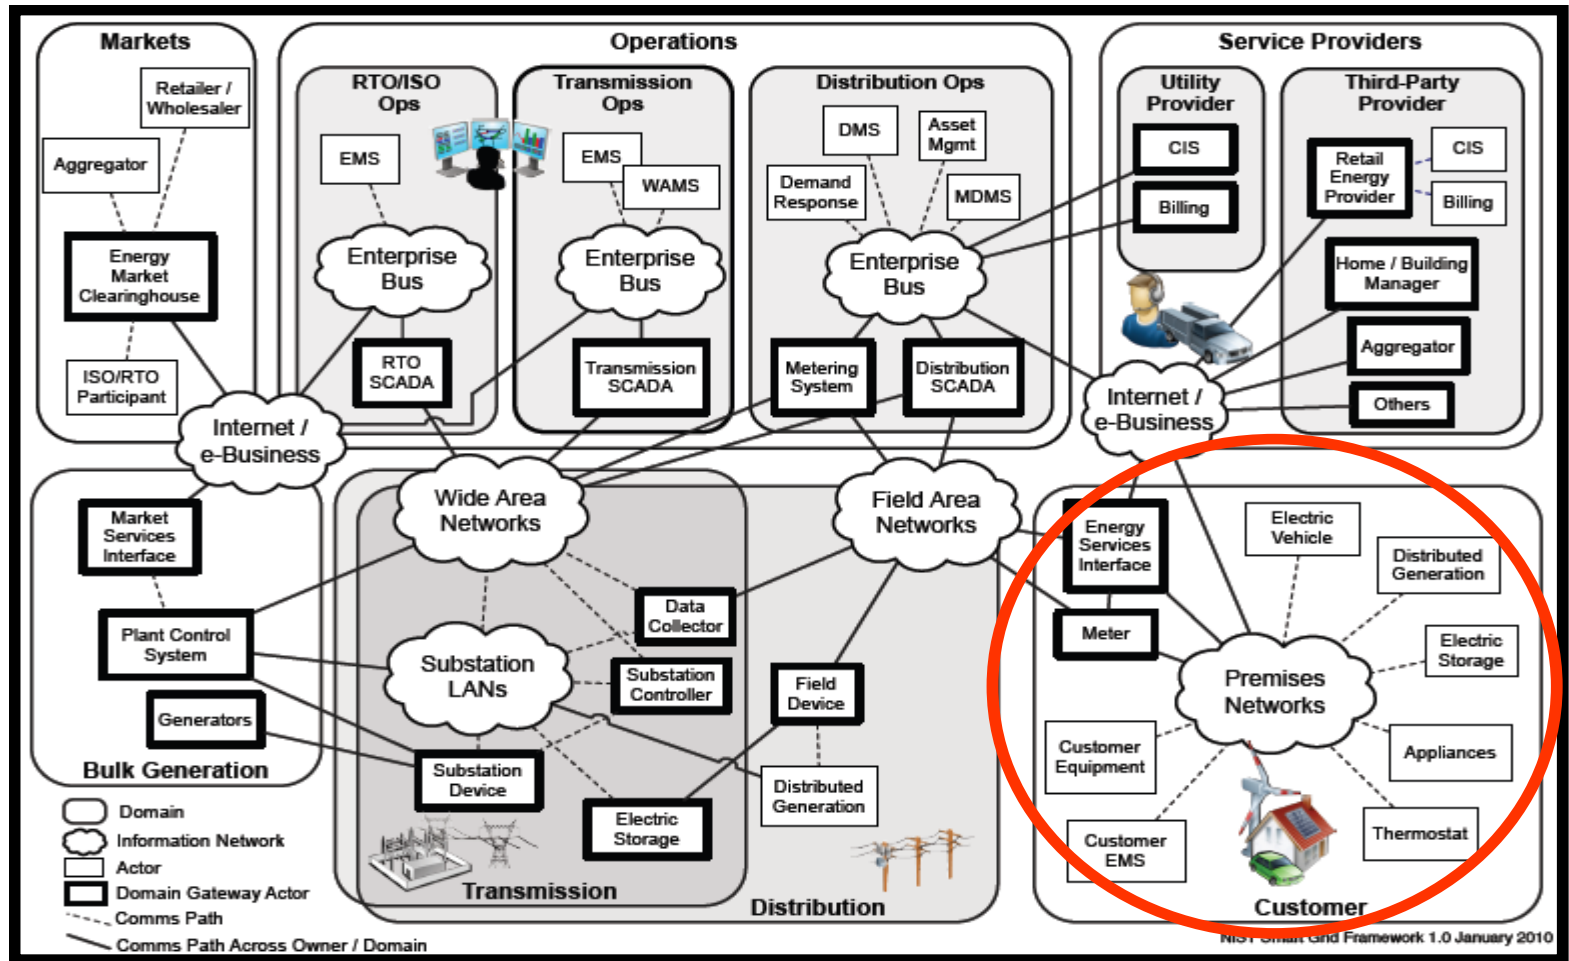 Markets
Retailer /
Wholesaler
Aggregator
Energy
Market
Clearinghouse
ISO/RTO
Participant
Operations
RTO/ISO
Ops
EMS
Enterprise
Bus
RTO
SCADA
Transmission
Ops
EMS
WAMS
Enterprise
Bus
Transmission
SCADA
Distribution Ops
DMS
Asset
Mgmt
Demand
Response
MDMS
Enterprise
Bus
Metering
System
Distribution
SCADA
Service Providers
Utility
Provider
CIS
Billing
Third-Party
Provider
Retail
Energy
Provider
CIS
Billing
Home / Building
Manager
Aggregator
Others
Internet /
e-Business
Internet /
e-Business
Market
Services
Interface
Plant Control
System
Generators
Bulk Generation
Wide Area
Networks
Substation
LANs
Data
Collector
Substation
Controller
Substation
Device
Electric
Storage
Transmission
Field Area
Networks
Field
Device
Distributed
Generation
Distribution
Energy
Services
Interface
Meter
Electric
Vehicle
Distributed
Generation
Electric
Storage
Premises
Networks
Customer
Equipment
Appliances
Customer
EMS
Thermostat
Customer
Domain
Information Network
Actor
Domain Gateway Actor
Comms Path
Comms Path Across Owner / Domain
NIST Smart Grid Framework 1.0 January 2010